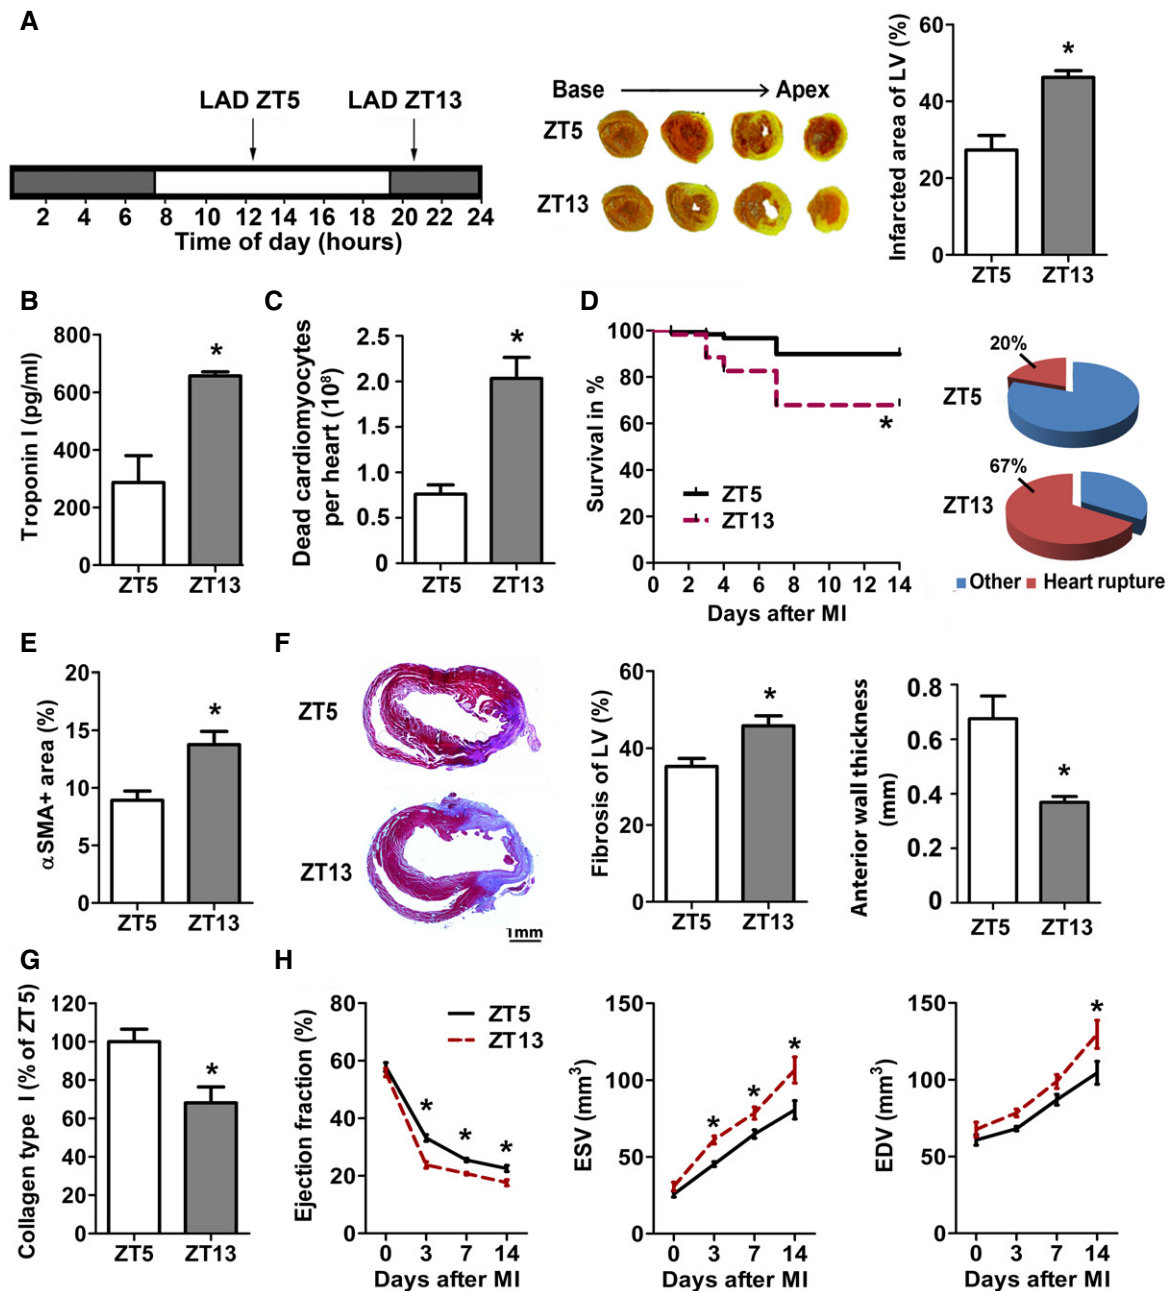 A
LAD ZT5 LAD ZT13
2 4 6 8 10 12 14 16 18 20 22 24
Time of day (hours)
Base Apex
ZT5
ZT13
Infarcted area of LV (%)
60
40
20
0
*
ZT5 ZT13
B
Troponin I (pg/ml)
800
600
400
200
0
*
ZT5 ZT13
C
Dead cardiomyocytes
per heart (10⁸)
2.5
2.0
1.5
1.0
0.5
0
*
ZT5 ZT13
D
Survival in %
100
80
60
40
20
0
*
ZT5
ZT13
0 2 4 6 8 10 12 14
Days after MI
20%
ZT5
67%
ZT13
Other Heart rupture
E
αSMA+ area (%)
20
15
10
5
0
*
ZT5 ZT13
F
ZT5
ZT13
1mm
Fibrosis of LV (%)
60
40
20
0
*
ZT5 ZT13
Anterior wall thickness
(mm)
0.8
0.6
0.4
0.2
0
*
ZT5 ZT13
G
Collagen type I (% of ZT5)
120
100
80
60
40
20
0
*
ZT5 ZT13
H
Ejection fraction (%)
80
60
40
20
0
ZT5
ZT13
* * *
0 3 7 14
Days after MI
ESV (mm³)
150
100
50
0
* * *
0 3 7 14
Days after MI
EDV (mm³)
150
100
50
0
*
0 3 7 14
Days after MI